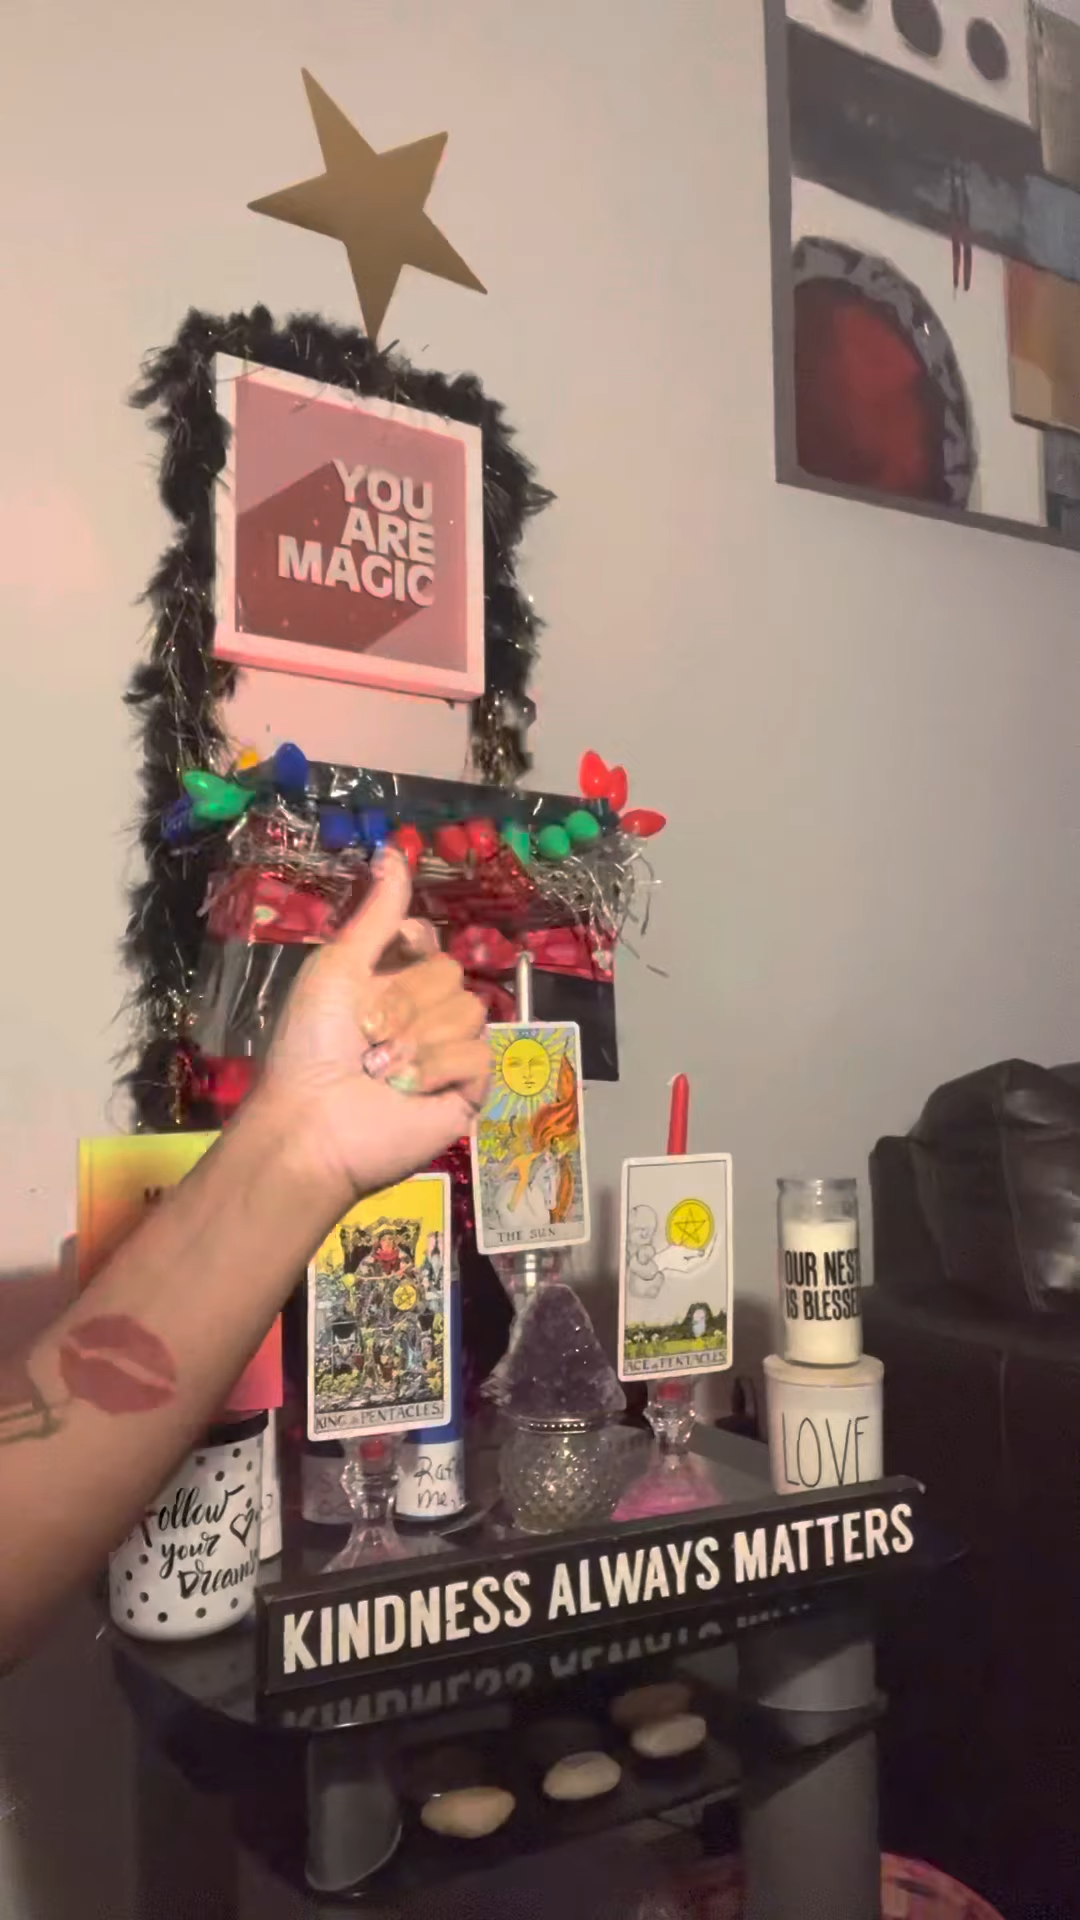 YOU
ARE
MAGIC
THE SUN
KING of PENTACLES
ACE of PENTACLES
OUR NEST
IS BLESSE
LOVE
Follow
your
Dreams
KINDNESS ALWAYS MATTERS